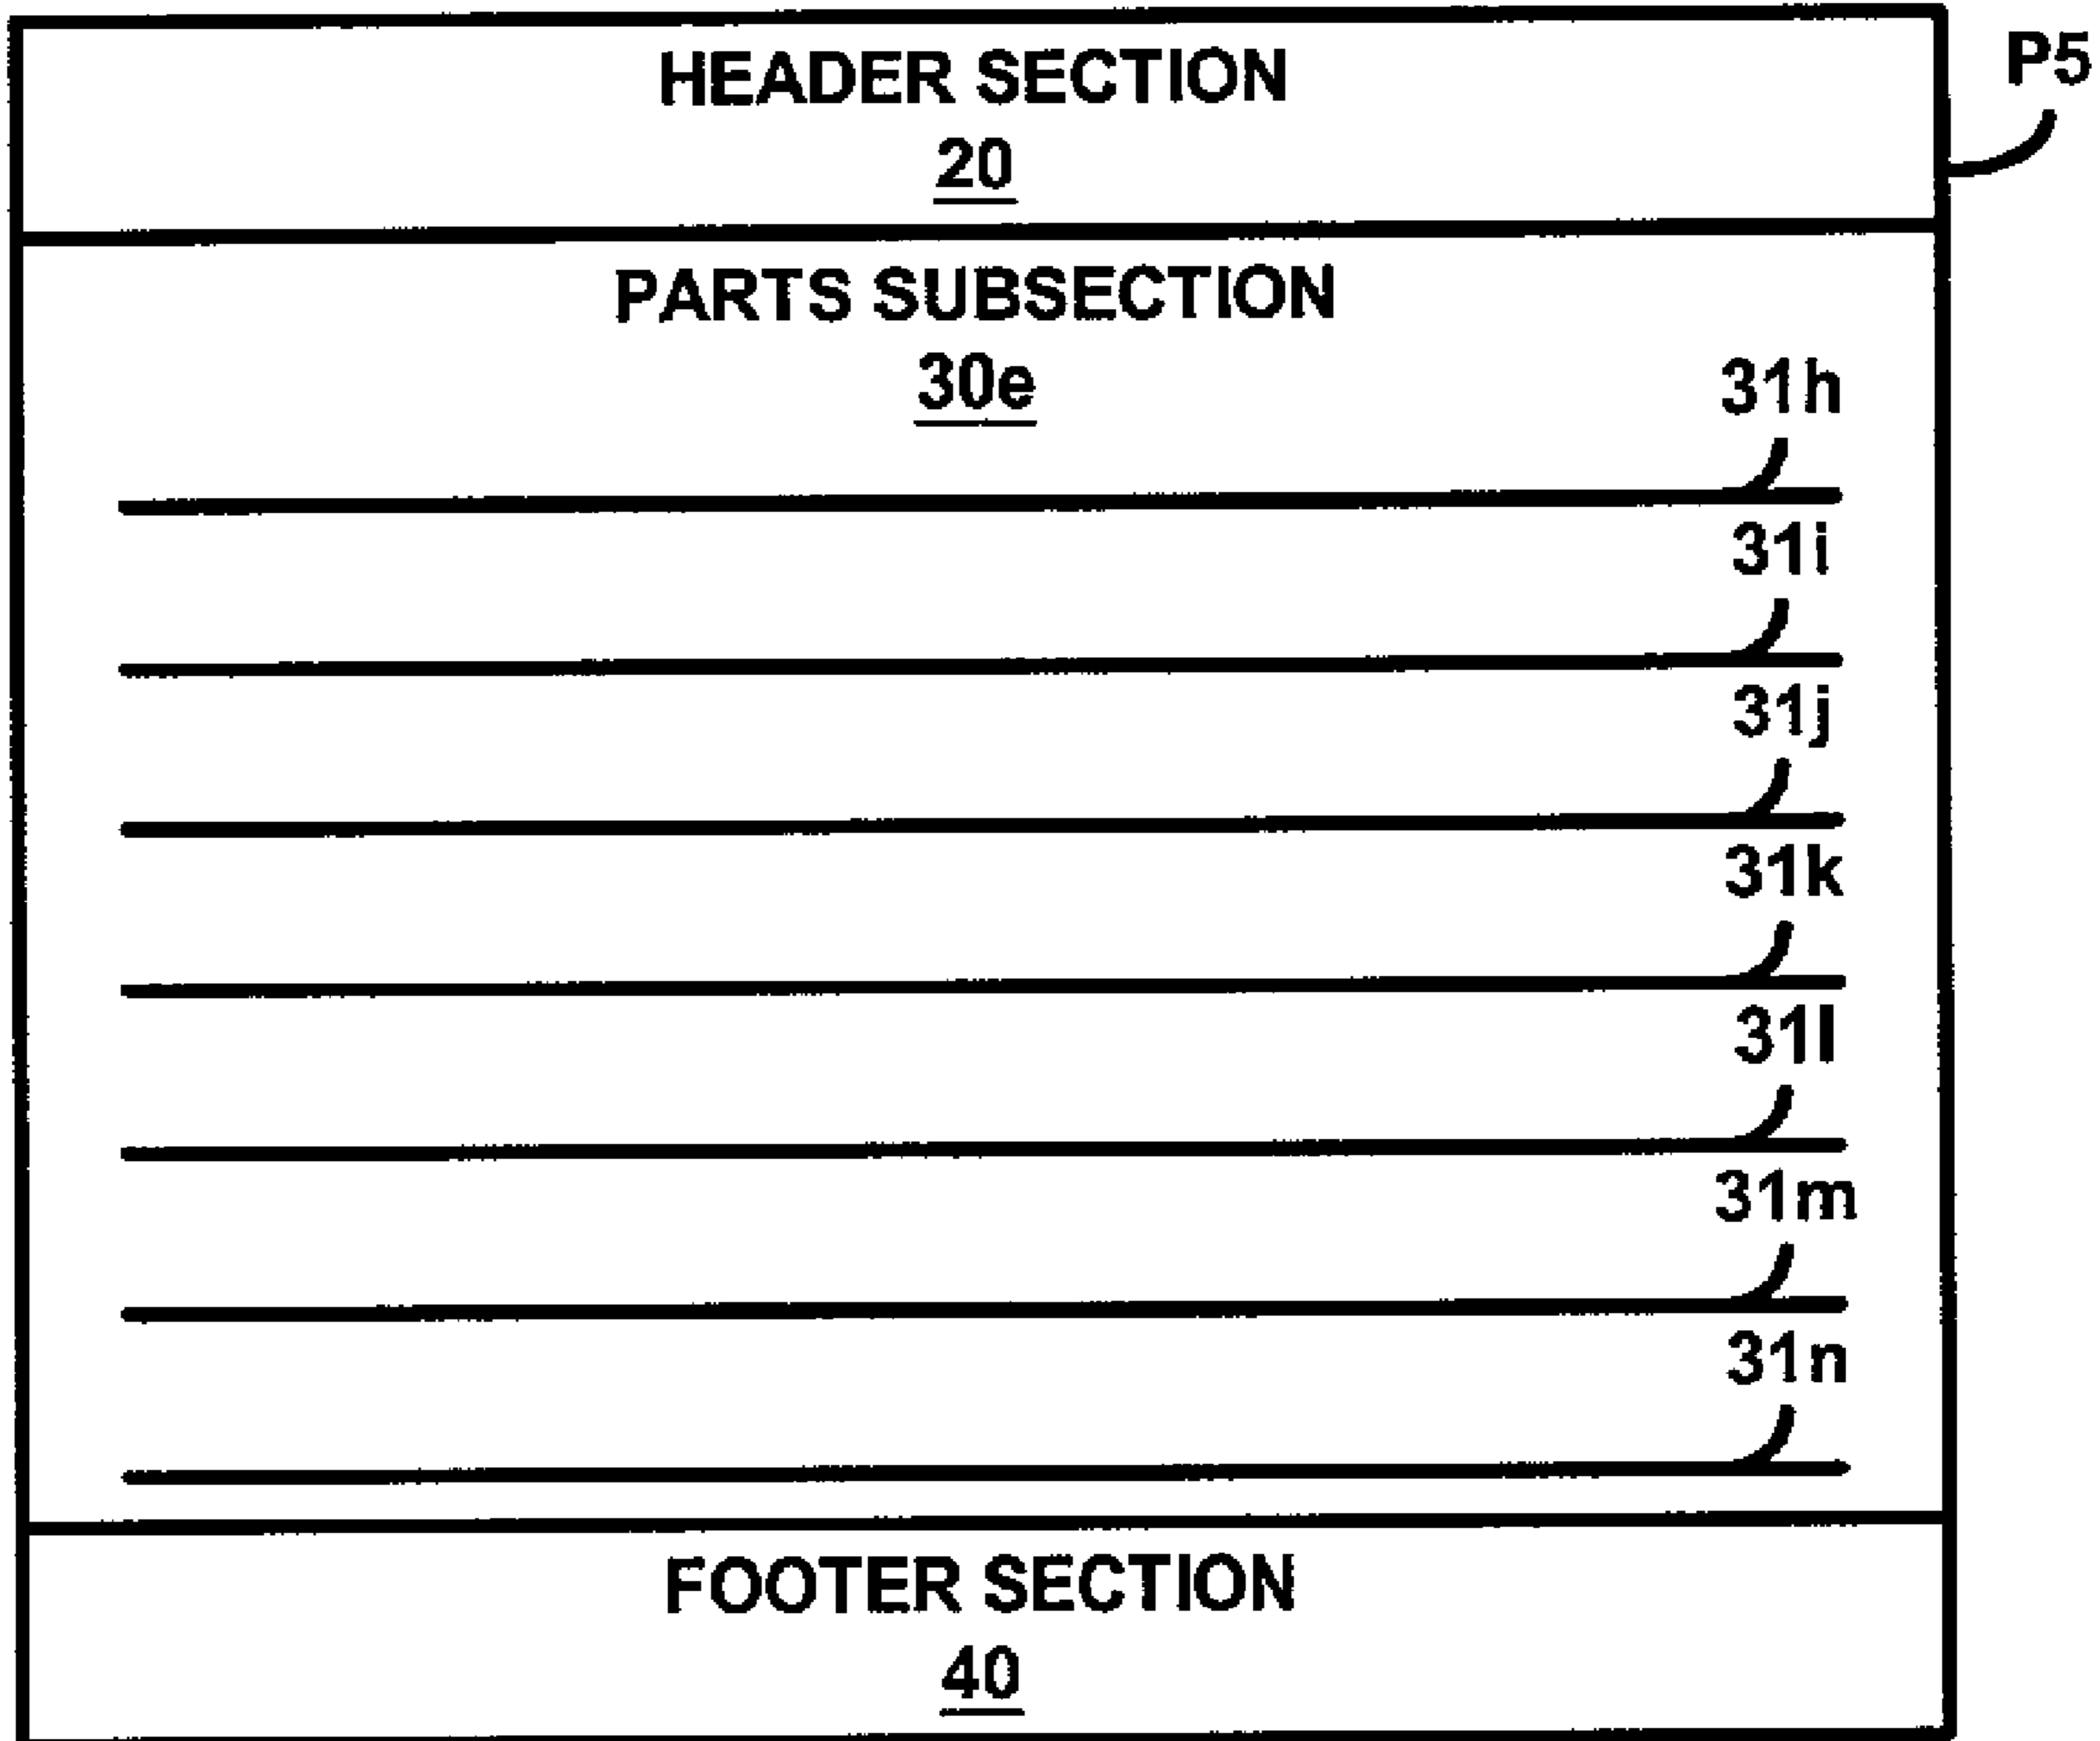 HEADER SECTION
P5
20
PARTS SUBSECTION
30e
31h
31i
31j
31k
31l
31m
31n
FOOTER SECTION
40